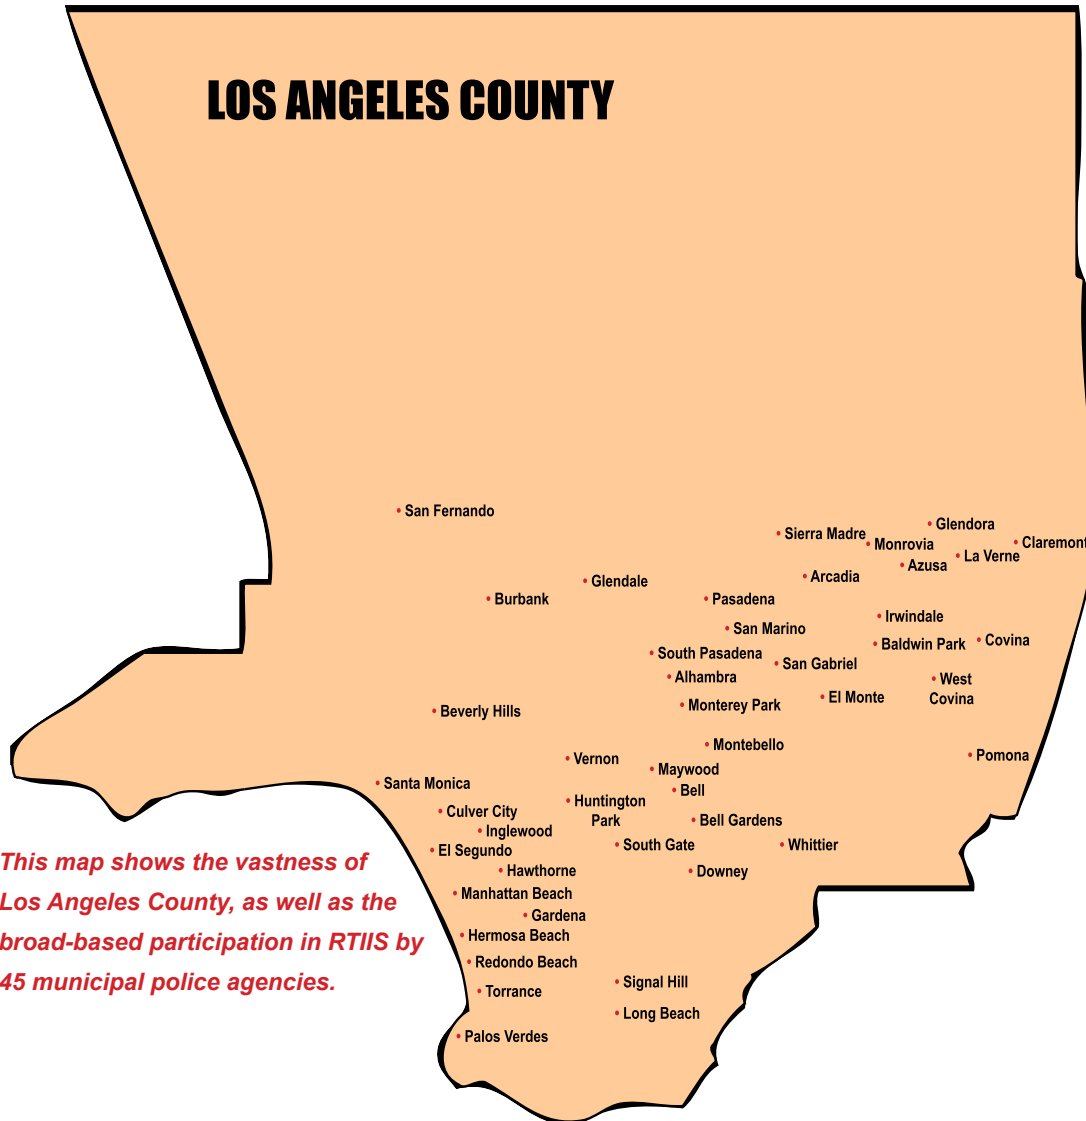 LOS ANGELES COUNTY
San Fernando
Glendora
Sierra Madre
Monrovia
Claremont
La Verne
Azusa
Arcadia
Glendale
Burbank
Pasadena
Irwindale
San Marino
Baldwin Park
Covina
South Pasadena
San Gabriel
Alhambra
West
Covina
El Monte
Monterey Park
Beverly Hills
Montebello
Vernon
Pomona
Maywood
Santa Monica
Bell
Huntington
Park
Culver City
Bell Gardens
Inglewood
South Gate
Whittier
El Segundo
Hawthorne
Downey
Manhattan Beach
Gardena
Hermosa Beach
Redondo Beach
Signal Hill
Torrance
Long Beach
Palos Verdes
This map shows the vastness of
Los Angeles County, as well as the
broad-based participation in RTIIS by
45 municipal police agencies.